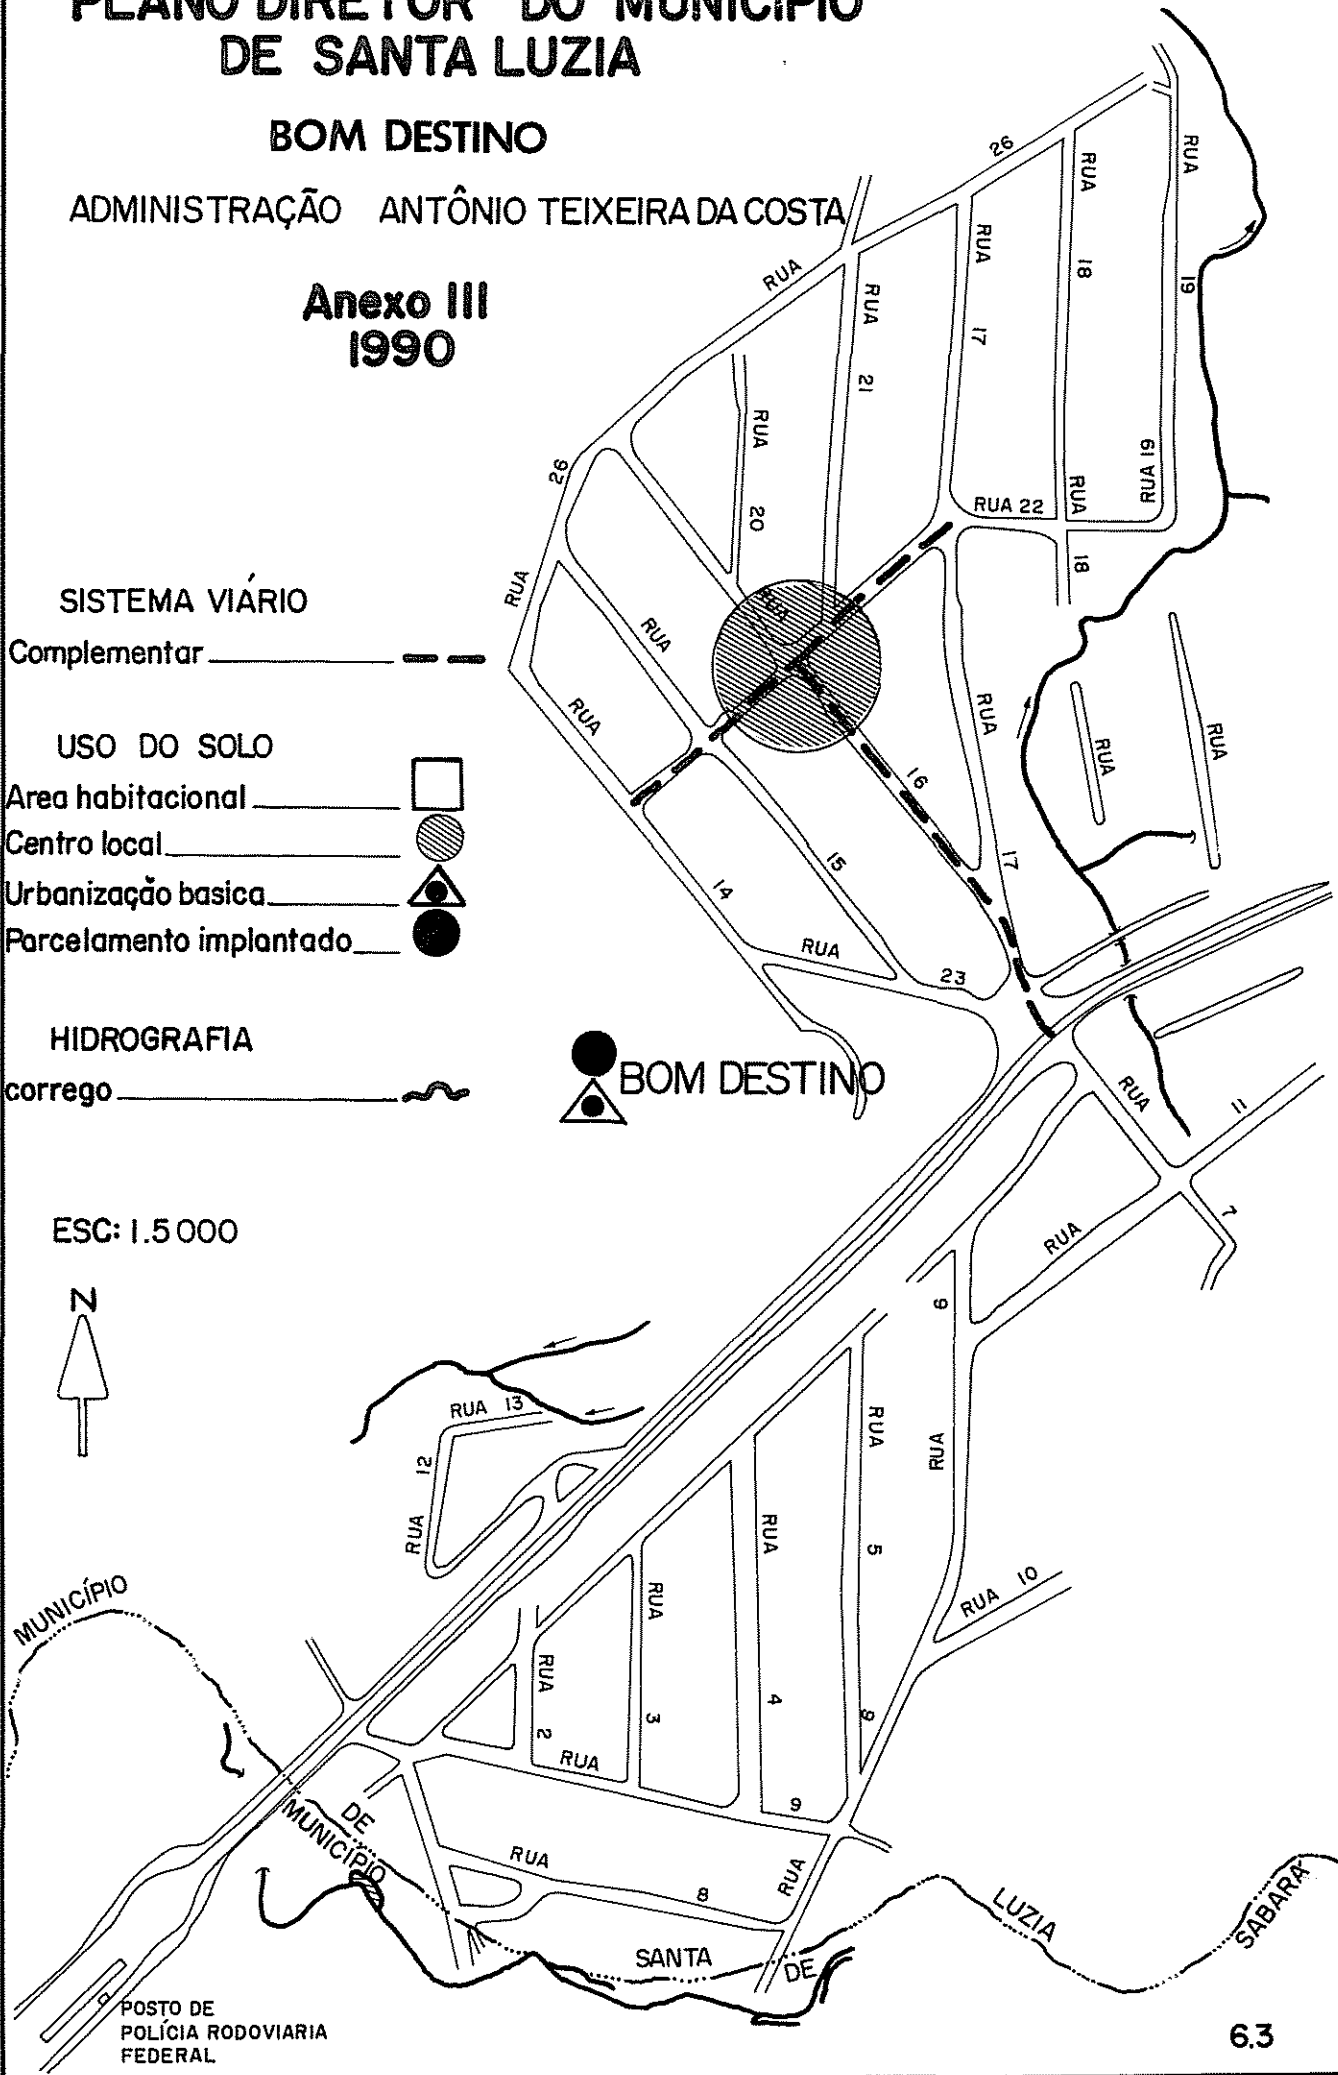 PLANO DIRETOR DO MUNICÍPIO
DE SANTA LUZIA
BOM DESTINO
ADMINISTRAÇÃO ANTÔNIO TEIXEIRA DA COSTA
Anexo III
1990
SISTEMA VIÁRIO
Complementar
USO DO SOLO
Area habitacional
Centro local
Urbanização basica
Parcelamento implantado
HIDROGRAFIA
corrego
BOM DESTINO
ESC: 1.5000
N
RUA 26
RUA 26
RUA 21
RUA 17
RUA 18
RUA 19
RUA 20
RUA 19
RUA 22
RUA 18
RUA
RUA 16
RUA 15
RUA 14
RUA 17
RUA
RUA
RUA 23
RUA 7
RUA 11
RUA 9
RUA 13
RUA 12
RUA 5
RUA 4
RUA 3
RUA 2
RUA 9
RUA 10
RUA 8
RUA 8
MUNICÍPIO
DE
MUNICÍPIO
SANTA
DE
LUZIA
SABARÁ
POSTO DE
POLÍCIA RODOVIARIA
FEDERAL
6.3